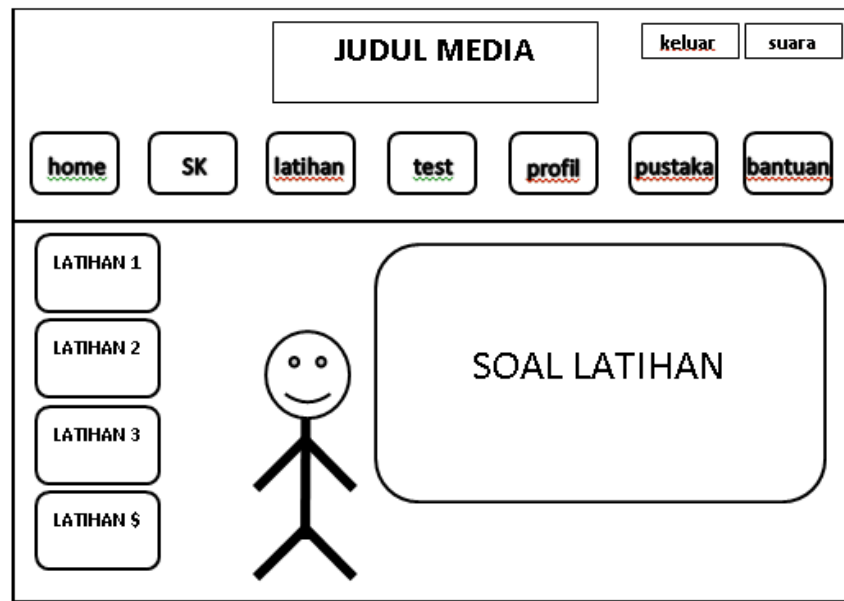 JUDUL MEDIA
keluar
suara
home
SK
latihan
test
profil
pustaka
bantuan
LATIHAN 1
LATIHAN 2
LATIHAN 3
LATIHAN $
SOAL LATIHAN